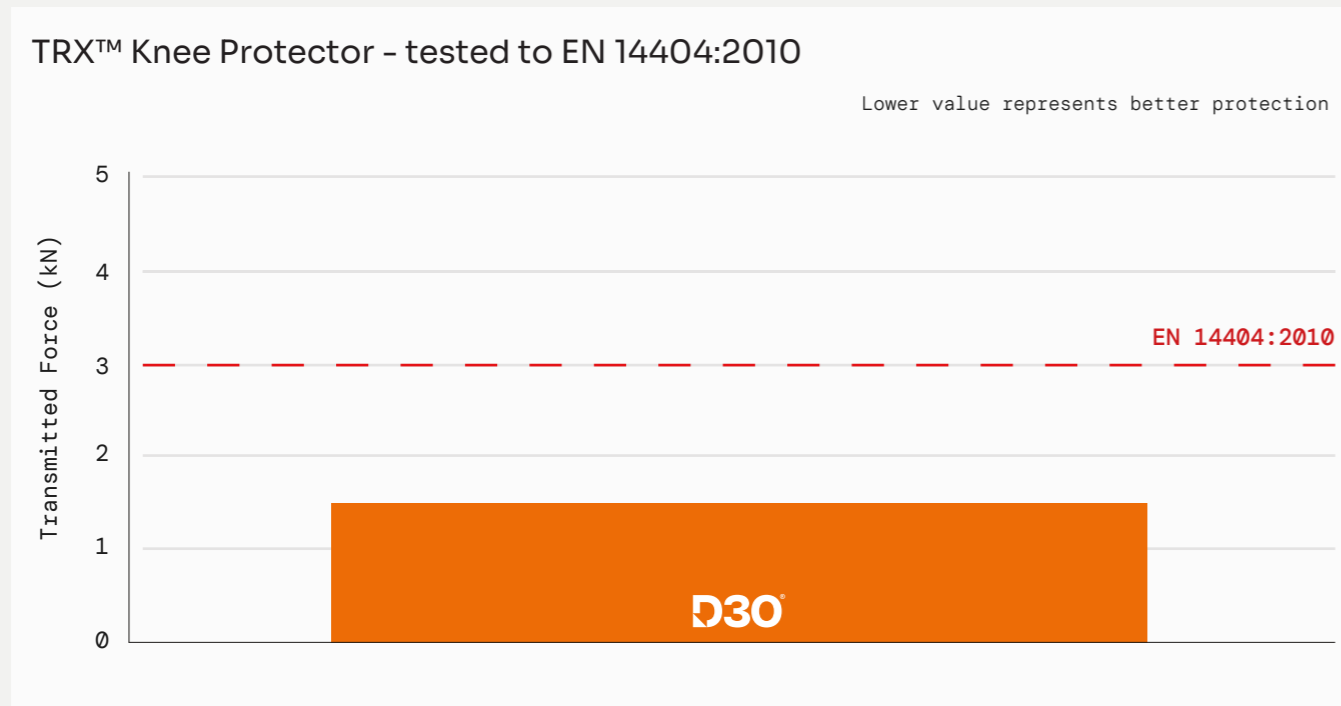 TRX™ Knee Protector - tested to EN 14404:2010
Lower value represents better protection
5
4
3
2
1
0
Transmitted Force (kN)
EN 14404:2010
D3O®